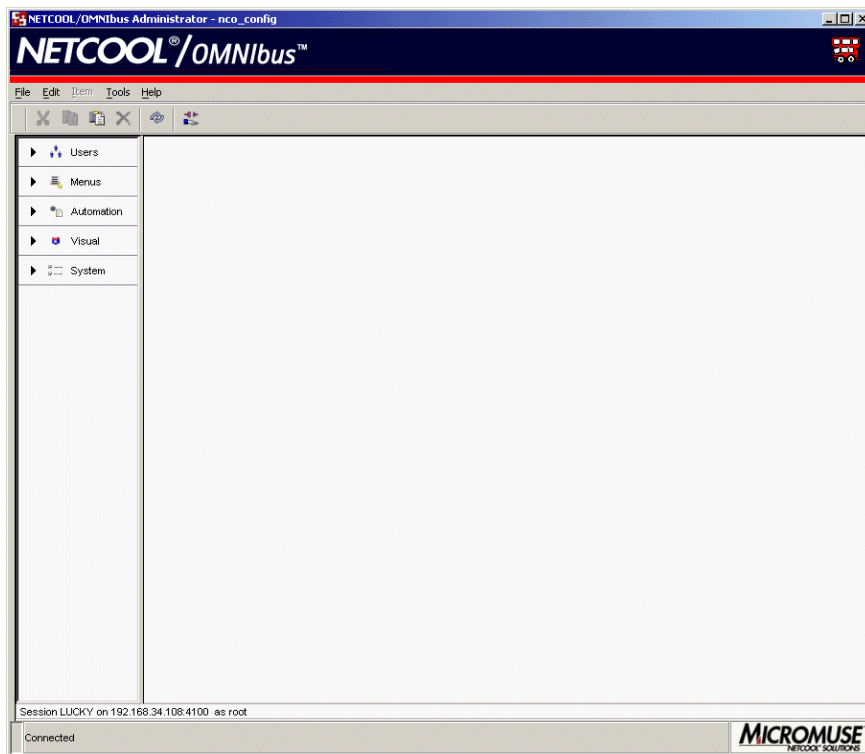 NETCOOL/OMNIbus Administrator - nco_config
NETCOOL®/OMNIbus™
File Edit Item Tools Help
Users
Menus
Automation
Visual
System
Session LUCKY on 192.168.34.108:4100 as root
Connected
MICROMUSE
NETCOOL® SOLUTIONS